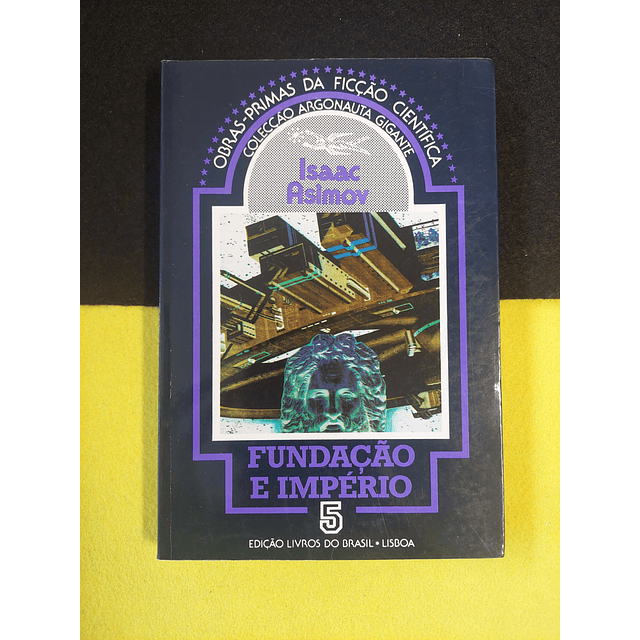 OBRAS-PRIMAS DA FICÇÃO CIENTÍFICA
COLECÇÃO ARGONAUTA GIGANTE
Isaac
Asimov
FUNDAÇÃO
E IMPÉRIO
5
EDIÇÃO LIVROS DO BRASIL • LISBOA